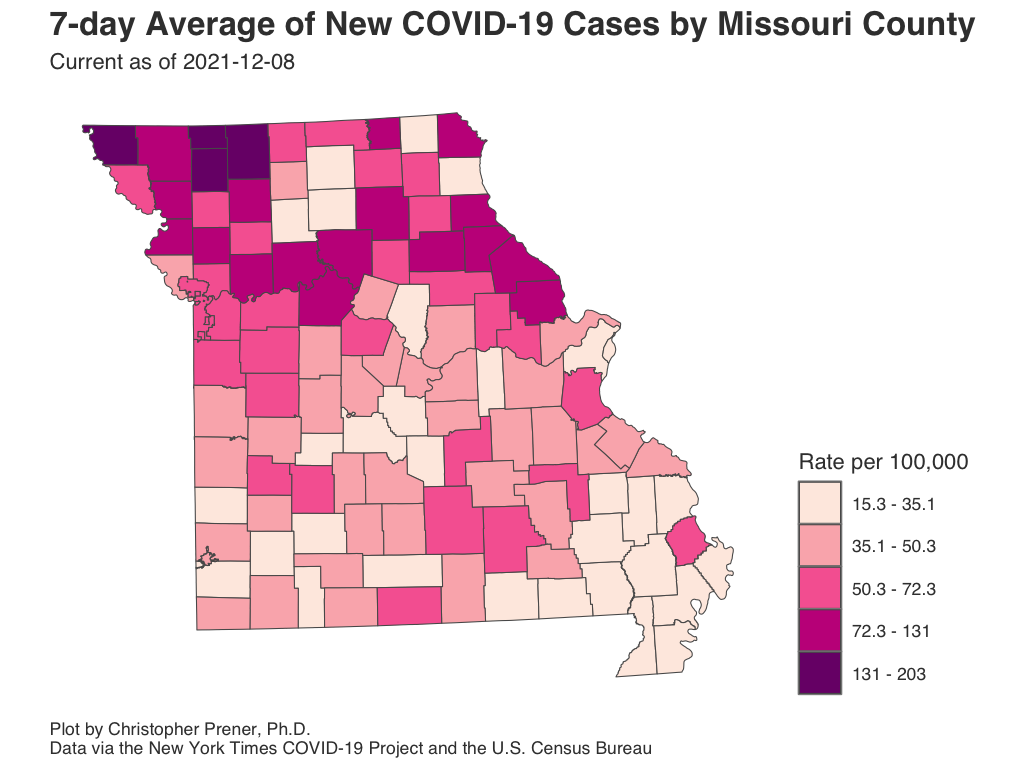 7-day Average of New COVID-19 Cases by Missouri County
Current as of 2021-12-08
Rate per 100,000
15.3 - 35.1
35.1 - 50.3
50.3 - 72.3
72.3 - 131
131 - 203
Plot by Christopher Prener, Ph.D.
Data via the New York Times COVID-19 Project and the U.S. Census Bureau